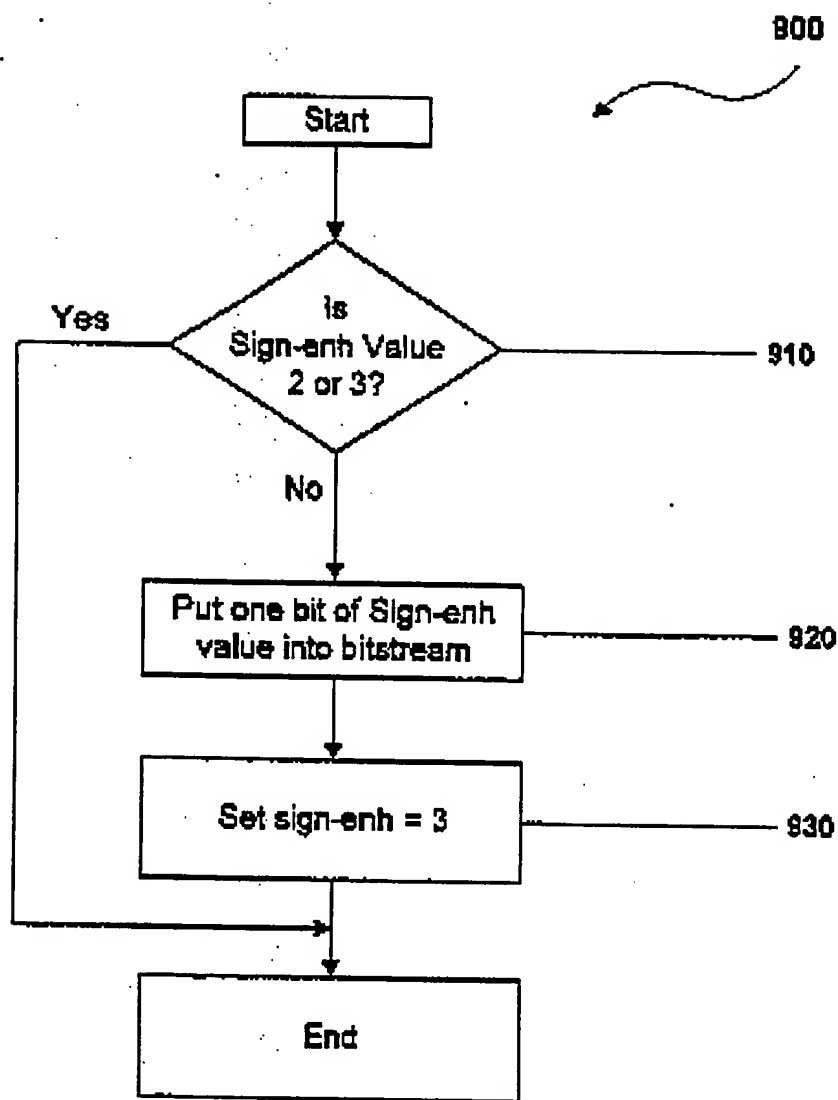 900
Start
Is
Sign-enh Value
2 or 3?
Yes
910
No
Put one bit of Sign-enh
value into bitstream
920
Set sign-enh = 3
930
End